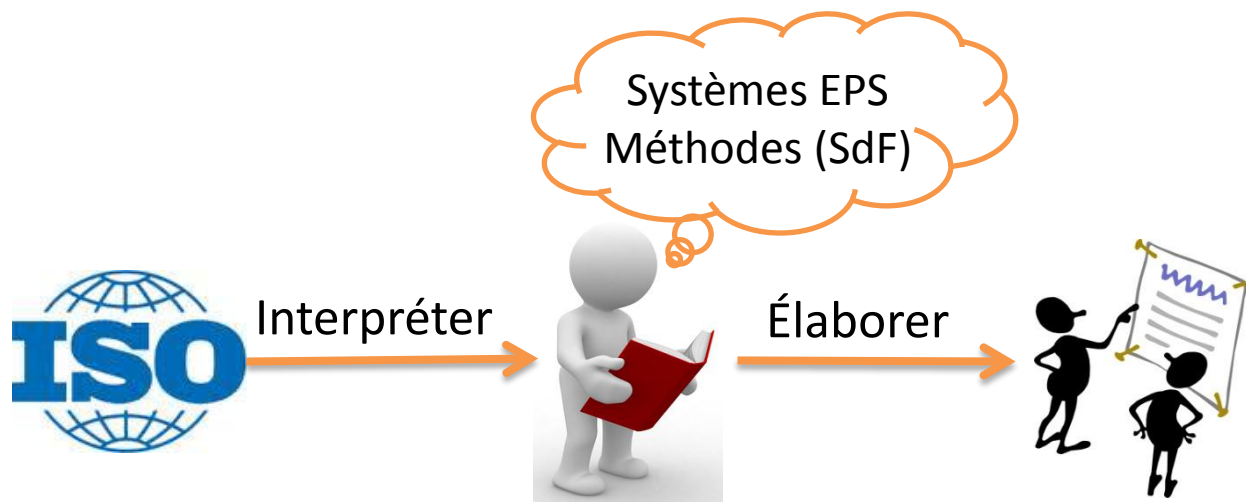 Systèmes EPS
Méthodes (SdF)
ISO
Interpréter
Élaborer